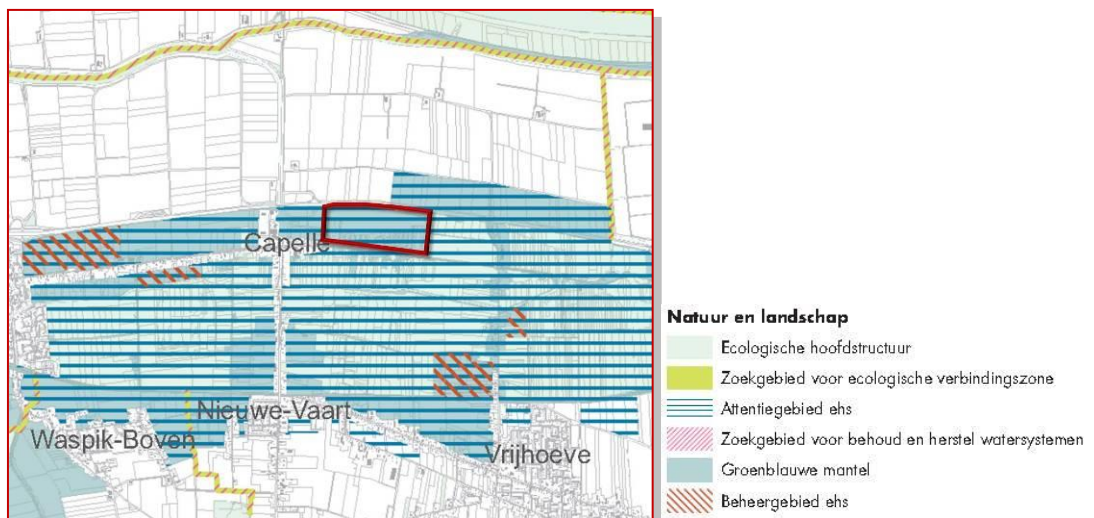 Capelle
Nieuwe-Vaart
Waspik-Boven
Vrijhoeve
Natuur en landschap
Ecologische hoofdstructuur
Zoekgebied voor ecologische verbindingszone
Attentiegebied ehs
Zoekgebied voor behoud en herstel watersystemen
Groenblauwe mantel
Beheergebied ehs